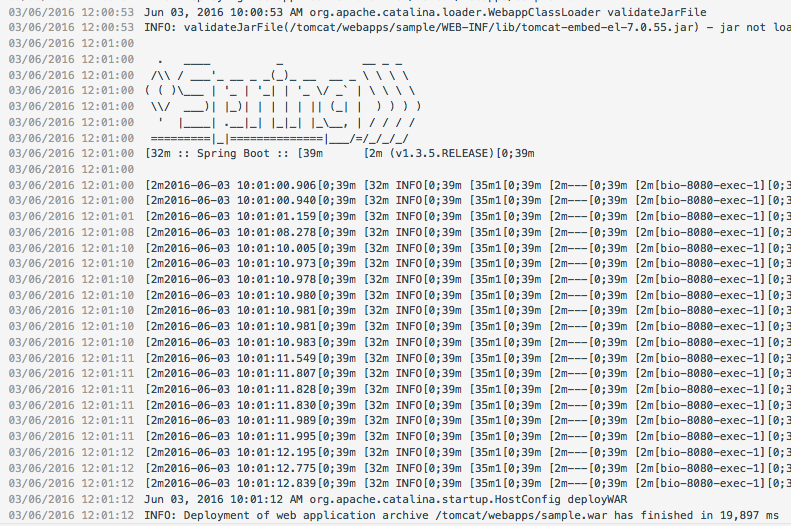 03/06/2016 12:00:53 Jun 03, 2016 10:00:53 AM org.apache.catalina.loader.WebappClassLoader validateJarFile
03/06/2016 12:00:53 INFO: validateJarFile(/tomcat/webapps/sample/WEB-INF/lib/tomcat-embed-el-7.0.55.jar) - jar not loa
03/06/2016 12:01:00
03/06/2016 12:01:00   .   ____          _            __ _ _
03/06/2016 12:01:00  /\\ / ___'_ __ _ _(_)_ __  __ _ \ \ \ \
03/06/2016 12:01:00 ( ( )\___ | '_ | '_| | '_ \/ _` | \ \ \ \
03/06/2016 12:01:00  \\/  ___)| |_)| | | | | || (_| |  ) ) ) )
03/06/2016 12:01:00   '  |____| .__|_| |_|_| |_\__, | / / / /
03/06/2016 12:01:00  =========|_|==============|___/=/_/_/_/
03/06/2016 12:01:00 [32m :: Spring Boot :: [39m      [2m (v1.3.5.RELEASE)[0;39m
03/06/2016 12:01:00
03/06/2016 12:01:00 [2m2016-06-03 10:01:00.906[0;39m [32m INFO[0;39m [35m1[0;39m [2m---[0;39m [2m[bio-8080-exec-1][0;3
03/06/2016 12:01:00 [2m2016-06-03 10:01:00.940[0;39m [32m INFO[0;39m [35m1[0;39m [2m---[0;39m [2m[bio-8080-exec-1][0;3
03/06/2016 12:01:01 [2m2016-06-03 10:01:01.159[0;39m [32m INFO[0;39m [35m1[0;39m [2m---[0;39m [2m[bio-8080-exec-1][0;3
03/06/2016 12:01:08 [2m2016-06-03 10:01:08.278[0;39m [32m INFO[0;39m [35m1[0;39m [2m---[0;39m [2m[bio-8080-exec-1][0;3
03/06/2016 12:01:10 [2m2016-06-03 10:01:10.005[0;39m [32m INFO[0;39m [35m1[0;39m [2m---[0;39m [2m[bio-8080-exec-1][0;3
03/06/2016 12:01:10 [2m2016-06-03 10:01:10.973[0;39m [32m INFO[0;39m [35m1[0;39m [2m---[0;39m [2m[bio-8080-exec-1][0;3
03/06/2016 12:01:10 [2m2016-06-03 10:01:10.978[0;39m [32m INFO[0;39m [35m1[0;39m [2m---[0;39m [2m[bio-8080-exec-1][0;3
03/06/2016 12:01:10 [2m2016-06-03 10:01:10.980[0;39m [32m INFO[0;39m [35m1[0;39m [2m---[0;39m [2m[bio-8080-exec-1][0;3
03/06/2016 12:01:10 [2m2016-06-03 10:01:10.981[0;39m [32m INFO[0;39m [35m1[0;39m [2m---[0;39m [2m[bio-8080-exec-1][0;3
03/06/2016 12:01:10 [2m2016-06-03 10:01:10.981[0;39m [32m INFO[0;39m [35m1[0;39m [2m---[0;39m [2m[bio-8080-exec-1][0;3
03/06/2016 12:01:10 [2m2016-06-03 10:01:10.983[0;39m [32m INFO[0;39m [35m1[0;39m [2m---[0;39m [2m[bio-8080-exec-1][0;3
03/06/2016 12:01:11 [2m2016-06-03 10:01:11.549[0;39m [32m INFO[0;39m [35m1[0;39m [2m---[0;39m [2m[bio-8080-exec-1][0;3
03/06/2016 12:01:11 [2m2016-06-03 10:01:11.807[0;39m [32m INFO[0;39m [35m1[0;39m [2m---[0;39m [2m[bio-8080-exec-1][0;3
03/06/2016 12:01:11 [2m2016-06-03 10:01:11.828[0;39m [32m INFO[0;39m [35m1[0;39m [2m---[0;39m [2m[bio-8080-exec-1][0;3
03/06/2016 12:01:11 [2m2016-06-03 10:01:11.830[0;39m [32m INFO[0;39m [35m1[0;39m [2m---[0;39m [2m[bio-8080-exec-1][0;3
03/06/2016 12:01:11 [2m2016-06-03 10:01:11.989[0;39m [32m INFO[0;39m [35m1[0;39m [2m---[0;39m [2m[bio-8080-exec-1][0;3
03/06/2016 12:01:11 [2m2016-06-03 10:01:11.995[0;39m [32m INFO[0;39m [35m1[0;39m [2m---[0;39m [2m[bio-8080-exec-1][0;3
03/06/2016 12:01:12 [2m2016-06-03 10:01:12.195[0;39m [32m INFO[0;39m [35m1[0;39m [2m---[0;39m [2m[bio-8080-exec-1][0;3
03/06/2016 12:01:12 [2m2016-06-03 10:01:12.775[0;39m [32m INFO[0;39m [35m1[0;39m [2m---[0;39m [2m[bio-8080-exec-1][0;3
03/06/2016 12:01:12 [2m2016-06-03 10:01:12.839[0;39m [32m INFO[0;39m [35m1[0;39m [2m---[0;39m [2m[bio-8080-exec-1][0;3
03/06/2016 12:01:12 Jun 03, 2016 10:01:12 AM org.apache.catalina.startup.HostConfig deployWAR
03/06/2016 12:01:12 INFO: Deployment of web application archive /tomcat/webapps/sample.war has finished in 19,897 ms